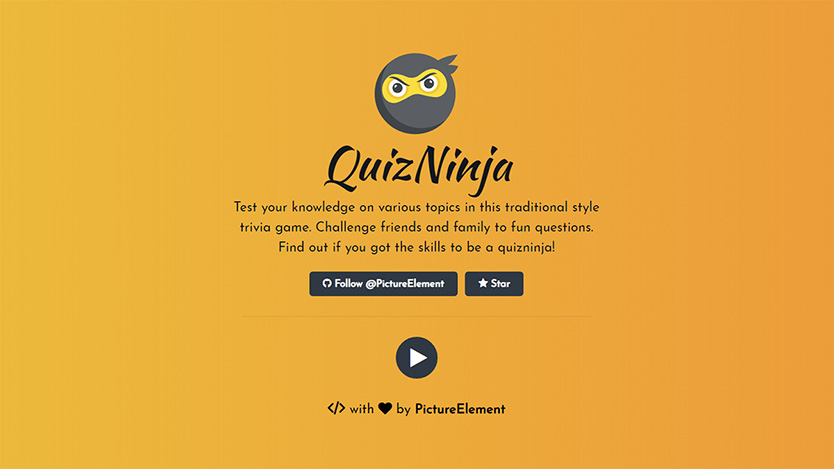 QuizNinja
Test your knowledge on various topics in this traditional style
trivia game. Challenge friends and family to fun questions.
Find out if you got the skills to be a quizninja!
Follow @PictureElement Star
</> with by PictureElement